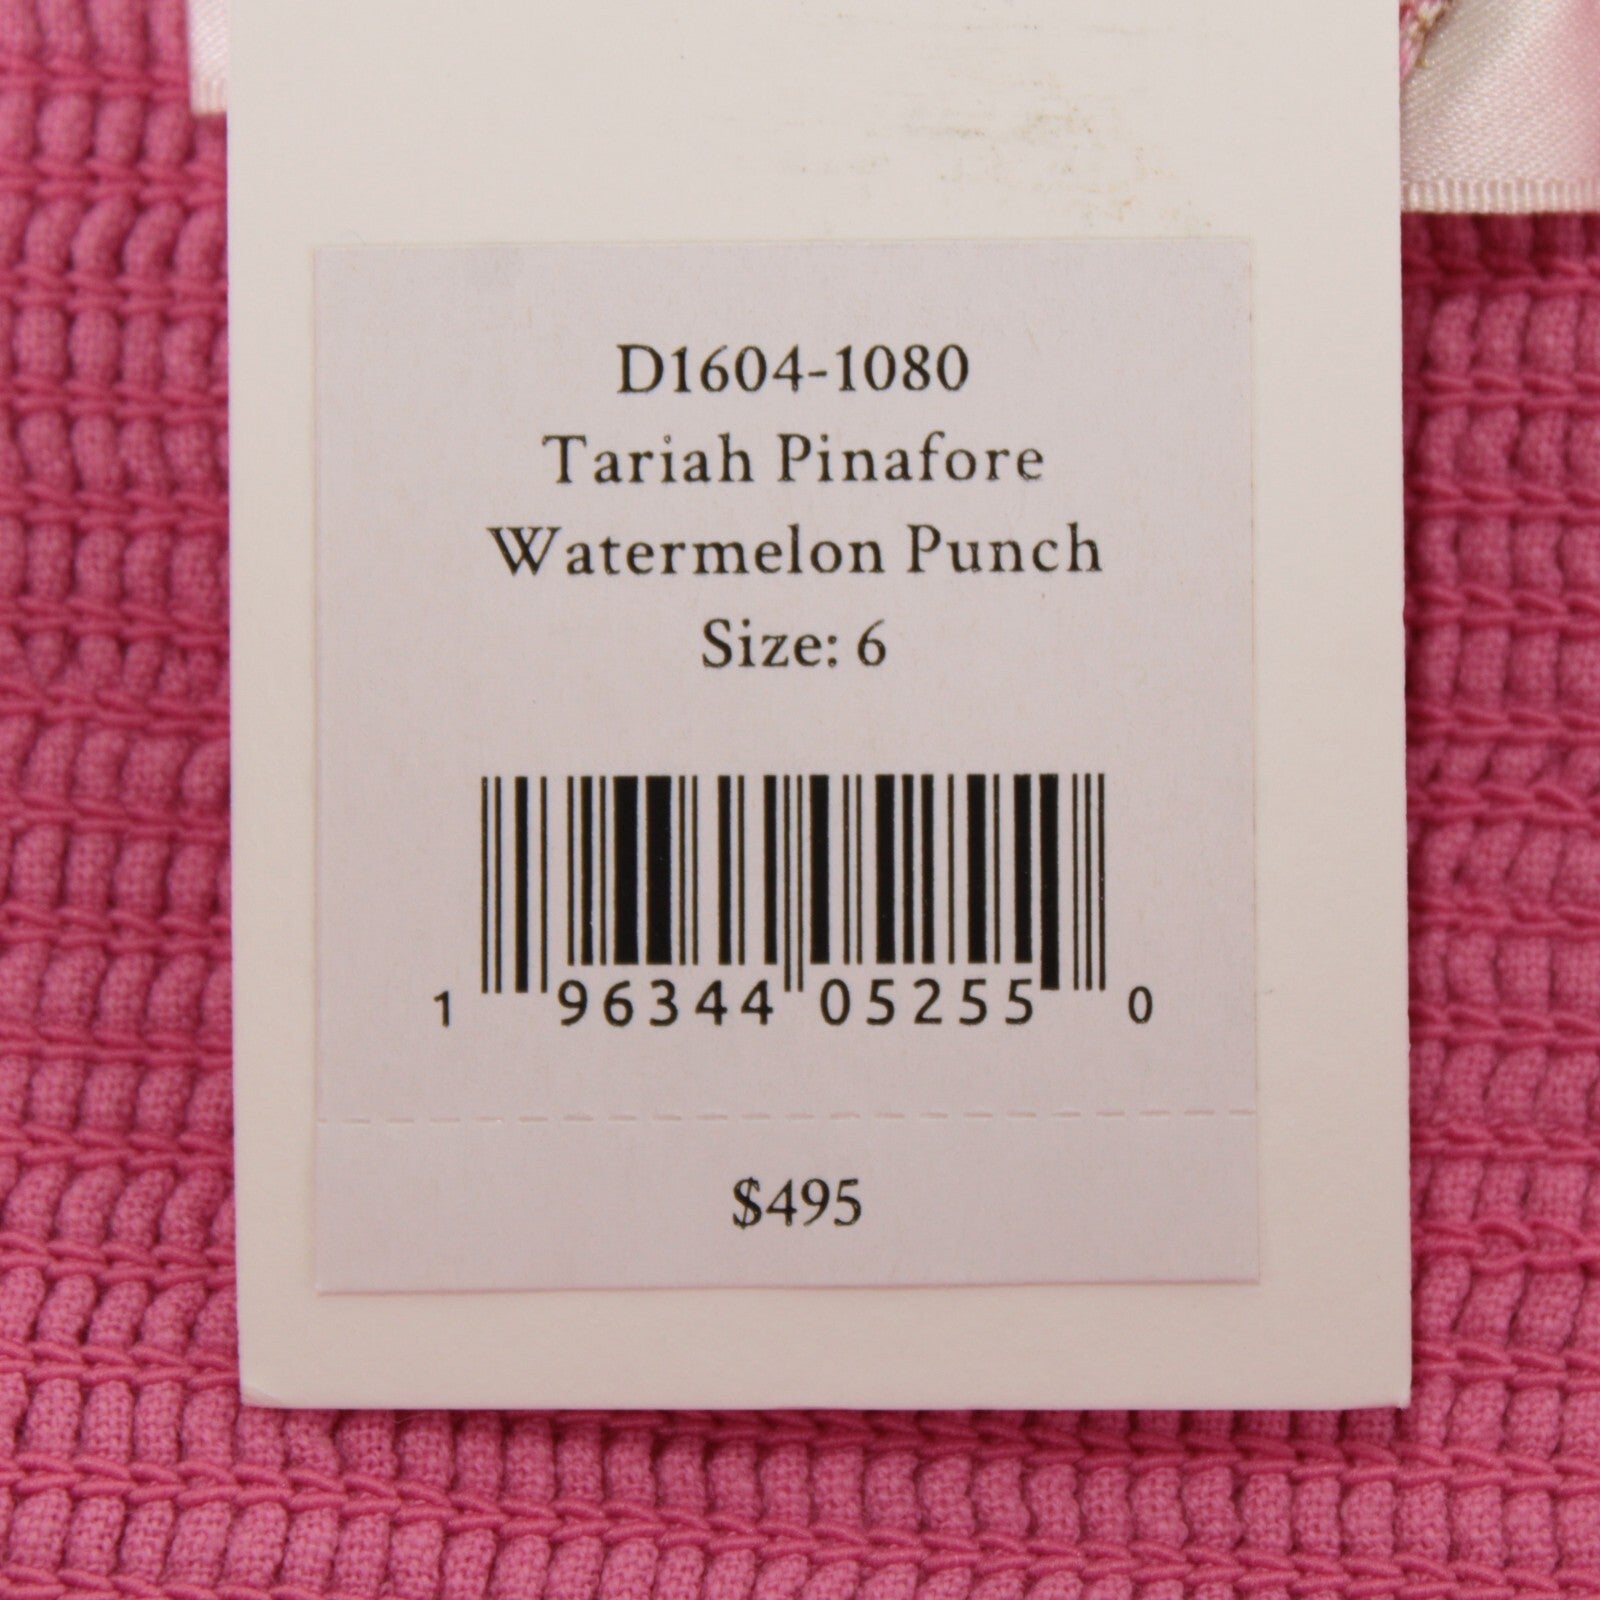 D1604-1080
Tariah Pinafore
Watermelon Punch
Size: 6
1 96344 05255 0
$495